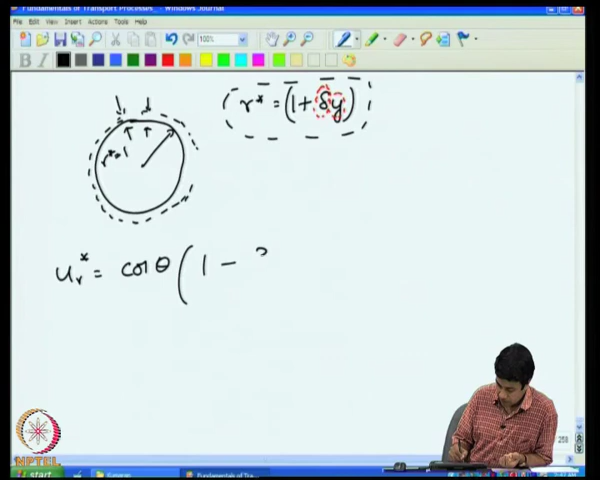 Fundamentals of Transport Processes - Windows Journal
File Edit View Insert Actions Tools Help
100%
B I
r* = (1 + δy)
r*=1
u_r* = cos θ ( 1 -
258
NPTEL
start
Fundamentals of Tra...